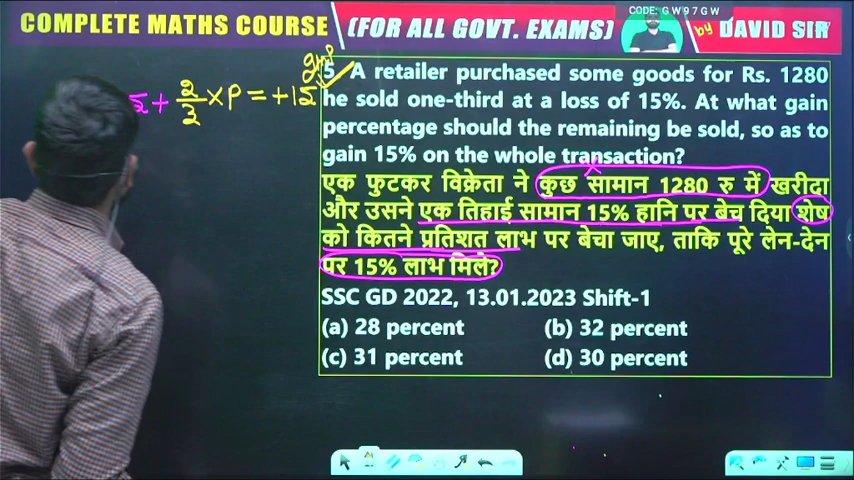 CODE: GW97GW
COMPLETE MATHS COURSE (FOR ALL GOVT. EXAMS) by DAVID SIR
5 A retailer purchased some goods for Rs. 1280
he sold one-third at a loss of 15%. At what gain
percentage should the remaining be sold, so as to
gain 15% on the whole transaction?
एक फुटकर विक्रेता ने कुछ सामान 1280 रु में खरीदा
और उसने एक तिहाई सामान 15% हानि पर बेच दिया शेष
को कितने प्रतिशत लाभ पर बेचा जाए, ताकि पूरे लेन-देन
पर 15% लाभ मिले?
SSC GD 2022, 13.01.2023 Shift-1
(a) 28 percent (b) 32 percent
(c) 31 percent (d) 30 percent
+ 2/3 × P = +15